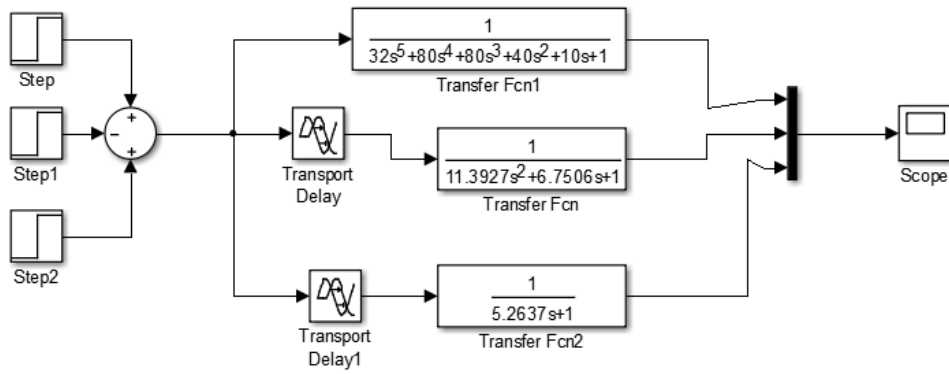 Step
Step1
Step2
+
-
+
1
32s⁵+80s⁴+80s³+40s²+10s+1
Transfer Fcn1
Transport
Delay
1
11.3927s²+6.7506s+1
Transfer Fcn
Transport
Delay1
1
5.2637s+1
Transfer Fcn2
Scope